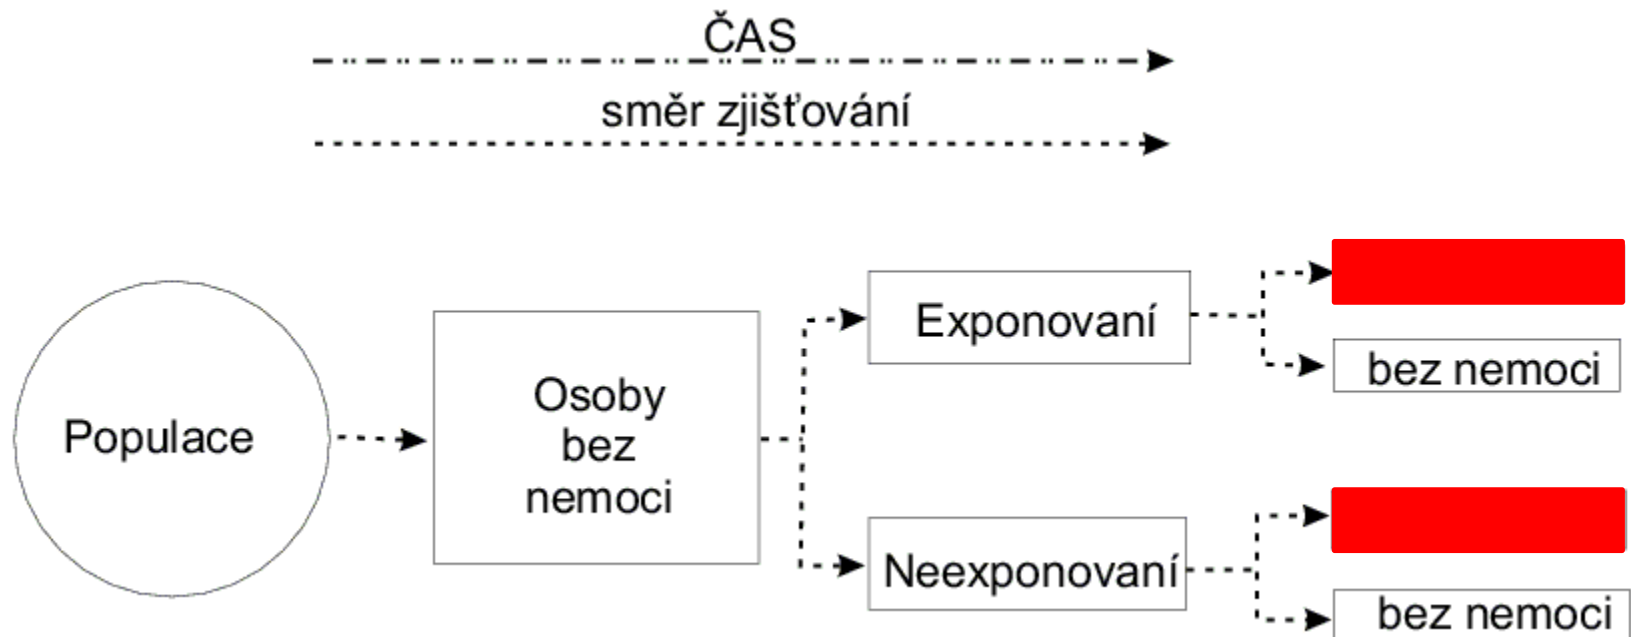 ČAS
směr zjišťování
Populace
Osoby
bez
nemoci
Exponovaní
bez nemoci
Neexponovaní
bez nemoci